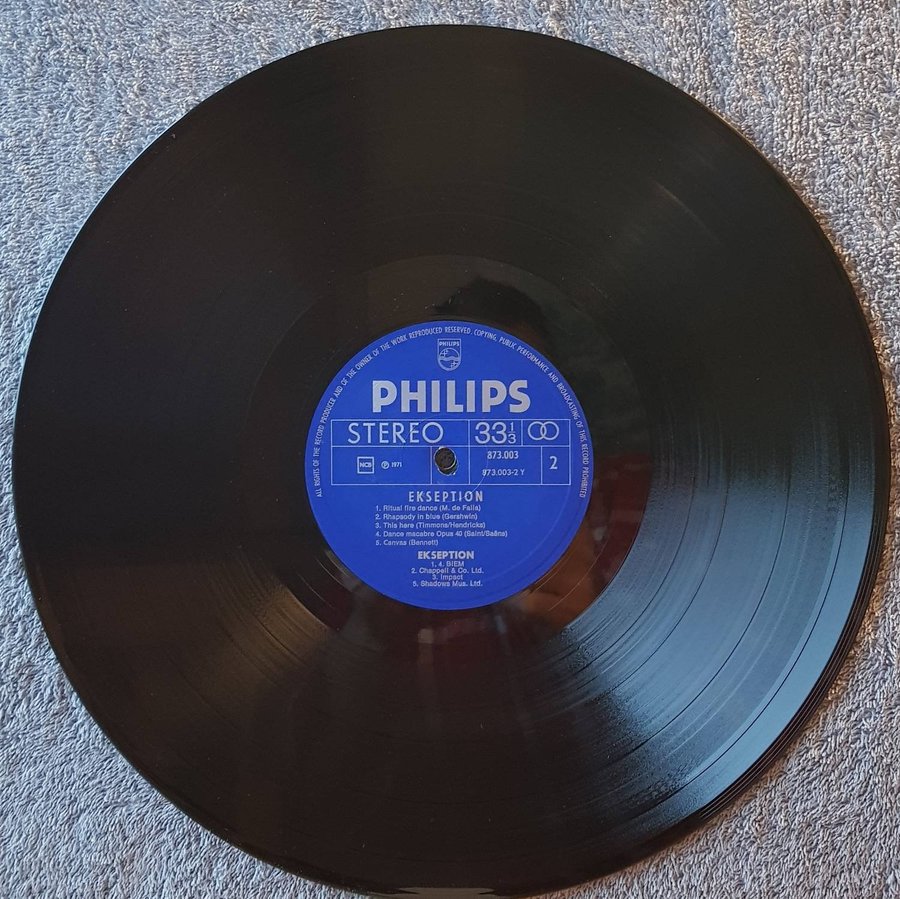 ALL RIGHTS OF THE RECORD PRODUCER AND OF THE OWNER OF THE WORK REPRODUCED RESERVED. COPYING, PUBLIC PERFORMANCE AND BROADCASTING OF THIS RECORD PROHIBITED
PHILIPS
PHILIPS
STEREO 33 1/3
NCB ℗ 1971 873.003 2
873.003-2 Y
EKSEPTION
1. Ritual fire dance (M. de Falla)
2. Rhapsody in blue (Gershwin)
3. This here (Timmons/Hendricks)
4. Dance macabre Opus 40 (Saint/Saëns)
5. Canvas (Bennett)
EKSEPTION
1. 4. BIEM
2. Chappell & Co. Ltd.
3. Impact
5. Shadows Mus. Ltd.